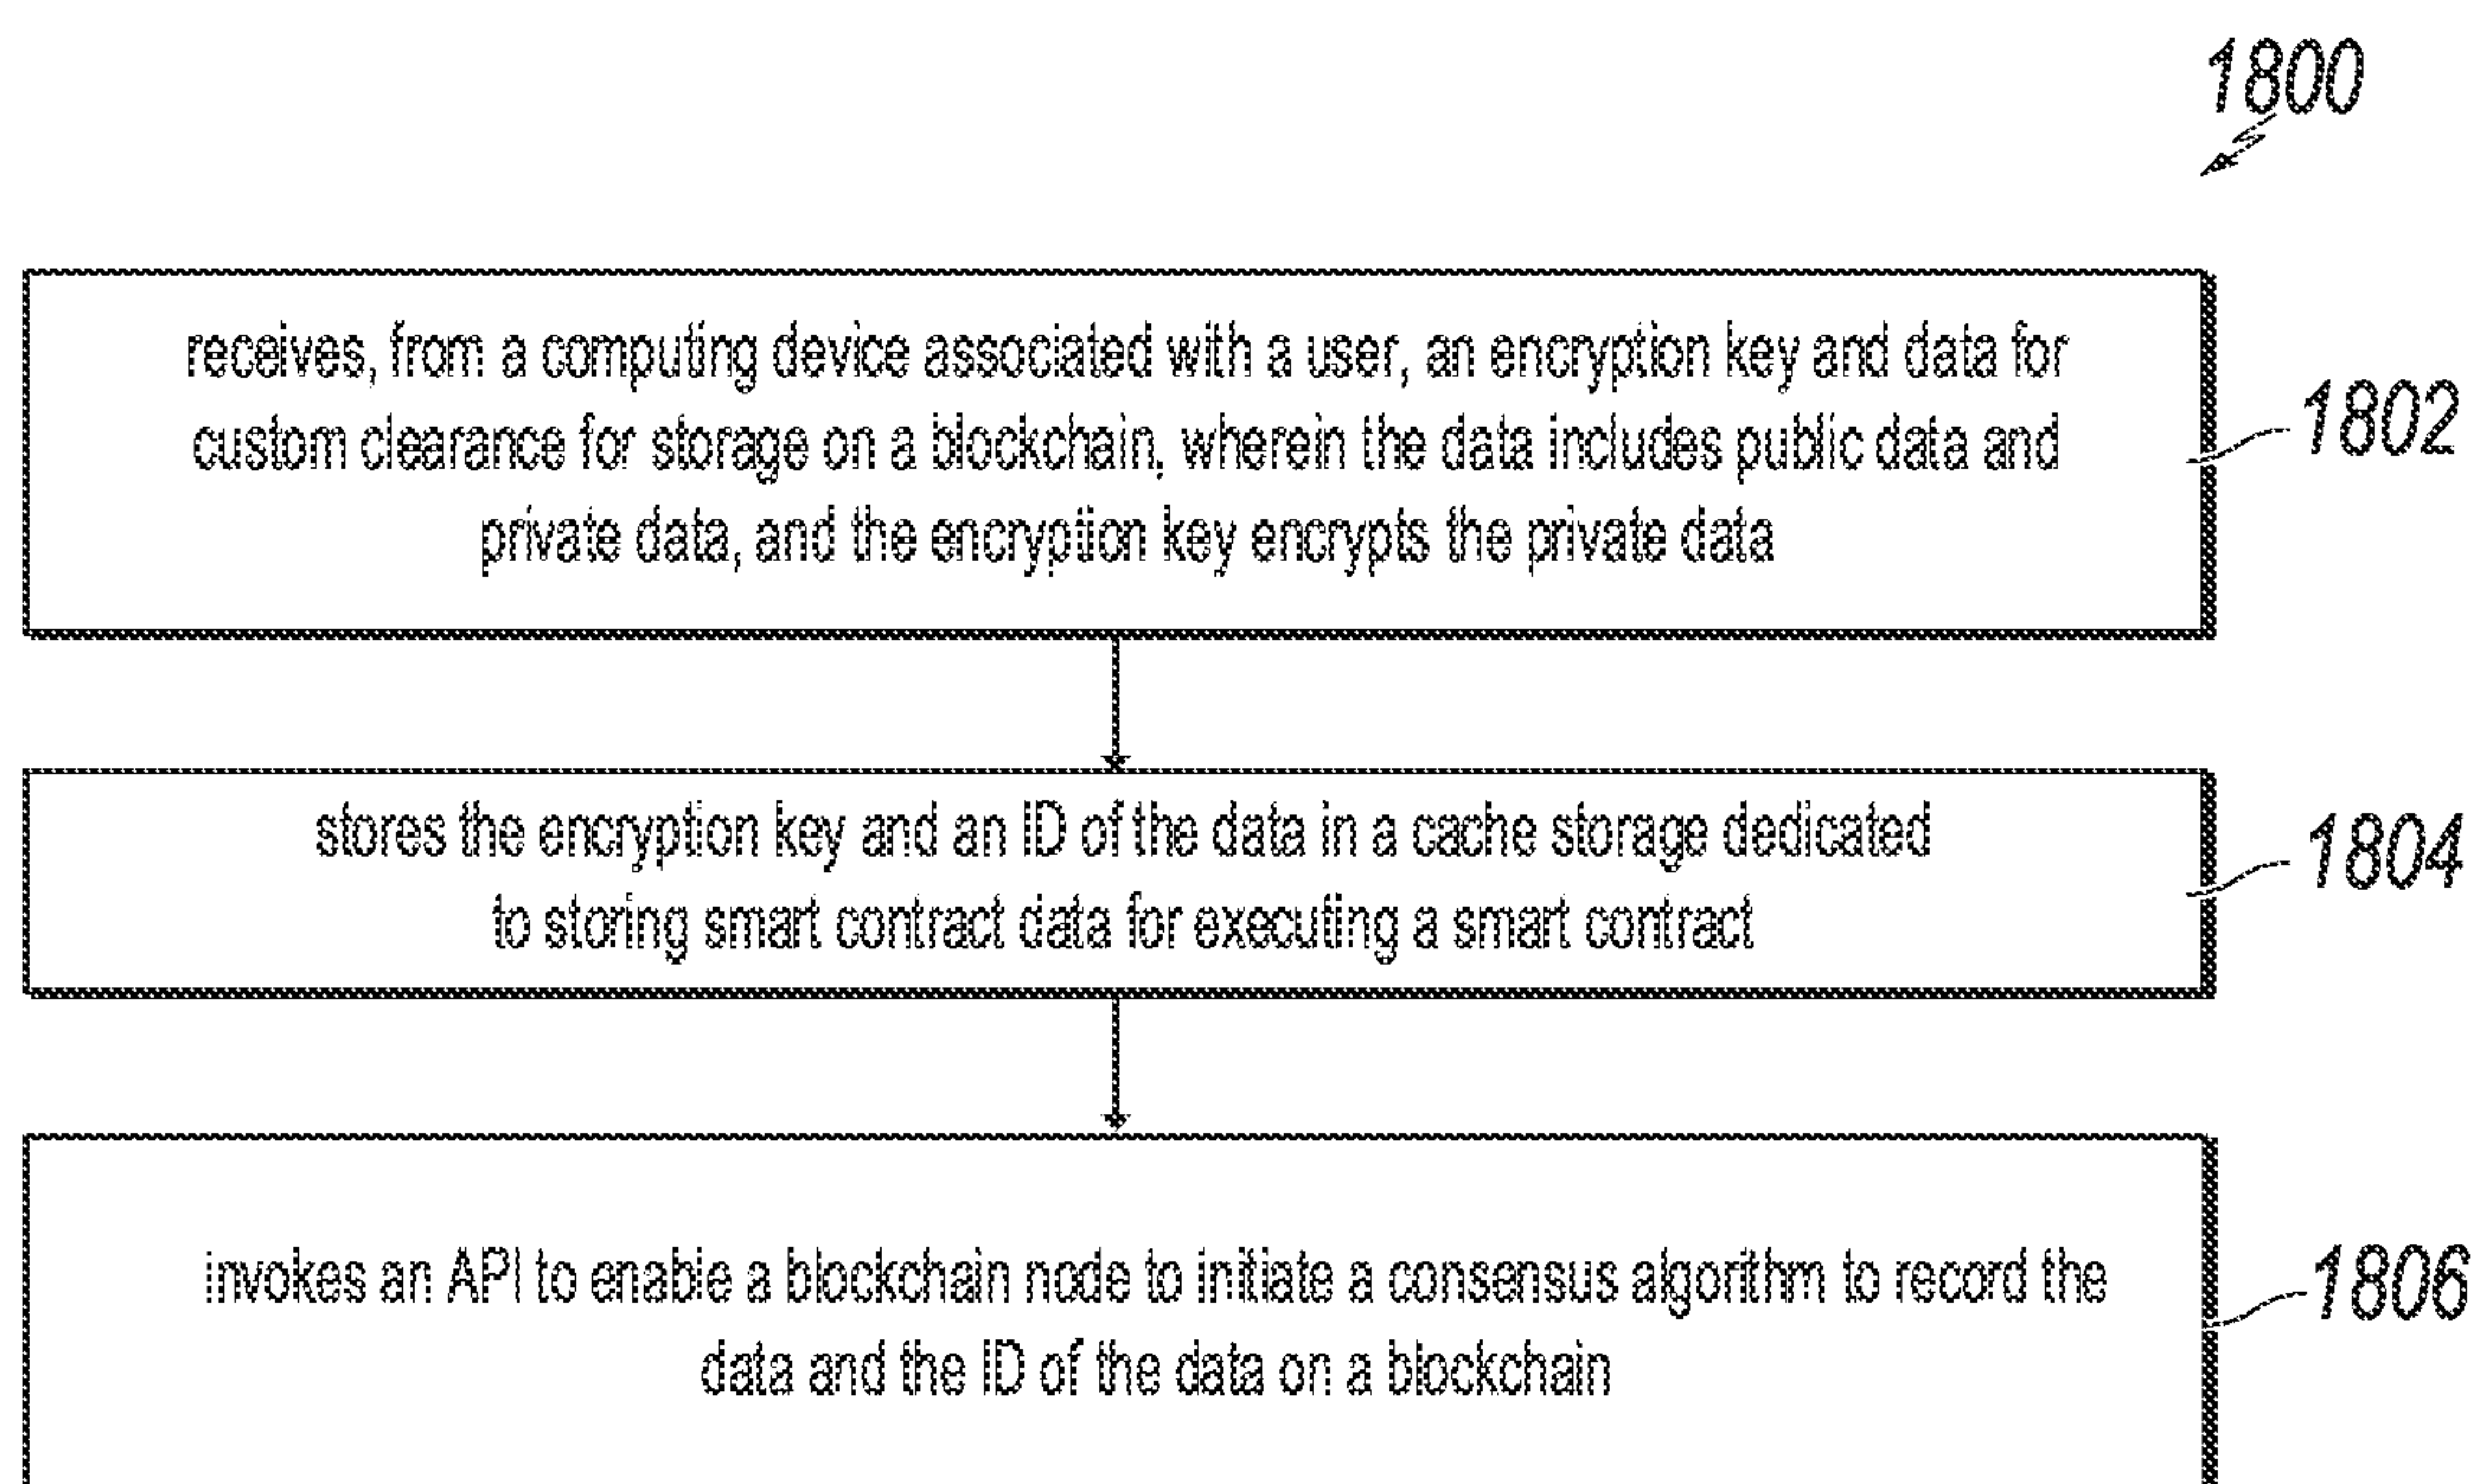 1800
receives, from a computing device associated with a user, an encryption key and data for
custom clearance for storage on a blockchain, wherein the data includes public data and
private data, and the encryption key encrypts the private data
1802
stores the encryption key and an ID of the data in a cache storage dedicated
to storing smart contract data for executing a smart contract
1804
invokes an API to enable a blockchain node to initiate a consensus algorithm to record the
data and the ID of the data on a blockchain
1806